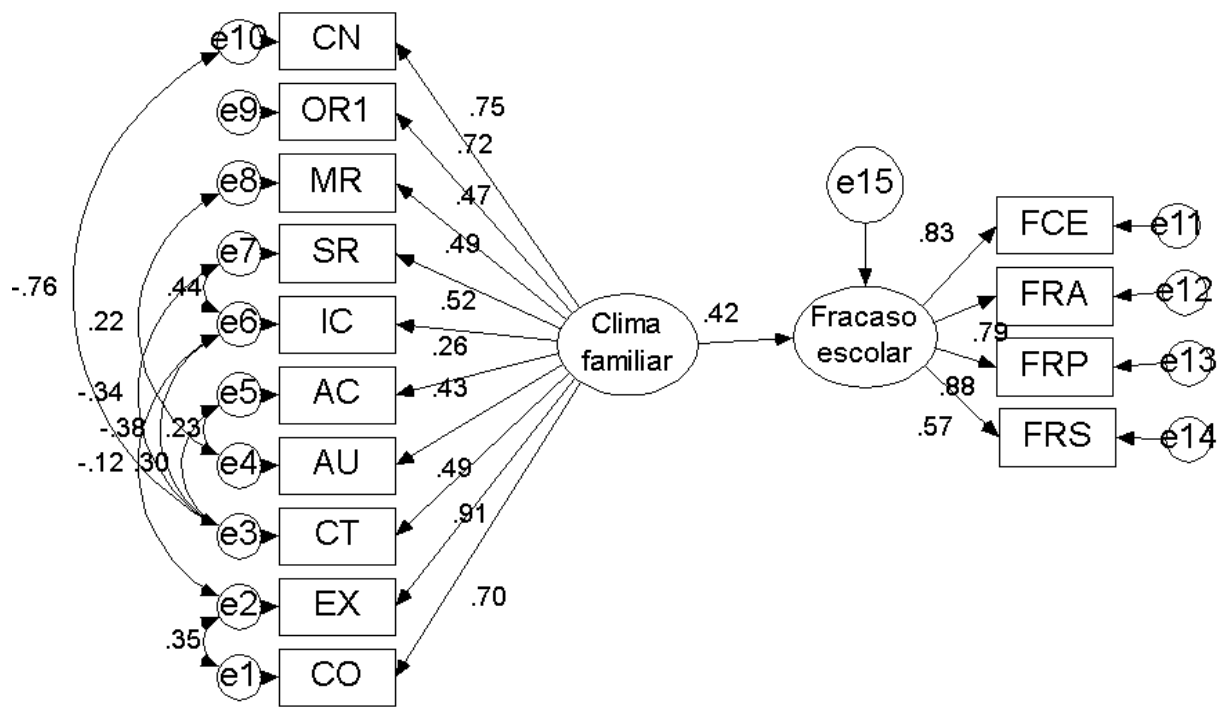 e10 CN
e9 OR1
e8 MR
e7 SR
e6 IC
e5 AC
e4 AU
e3 CT
e2 EX
e1 CO
-.76
.22
.44
-.34
-.38
.23
-.12
.30
.35
.75
.72
.47
.49
.52
.26
.43
.49
.91
.70
Clima
familiar
.42
e15
Fracaso
escolar
.83
.79
.88
.57
FCE e11
FRA e12
FRP e13
FRS e14